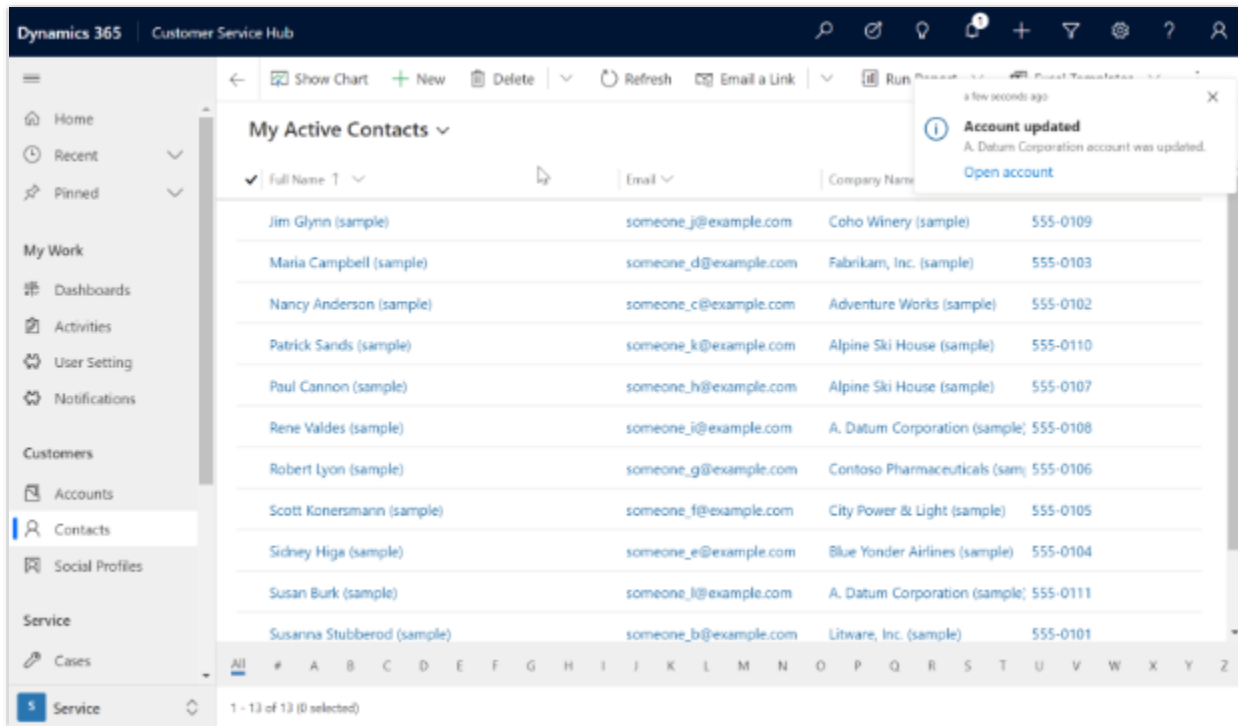 Dynamics 365 Customer Service Hub
1
?
Show Chart New Delete Refresh Email a Link Run Report Excel Templates
a few seconds ago
Account updated
A. Datum Corporation account was updated.
Open account
Home
Recent
Pinned
My Work
Dashboards
Activities
User Setting
Notifications
Customers
Accounts
Contacts
Social Profiles
Service
Cases
S Service
My Active Contacts
Full Name Email Company Name
Jim Glynn (sample) someone_j@example.com Coho Winery (sample) 555-0109
Maria Campbell (sample) someone_d@example.com Fabrikam, Inc. (sample) 555-0103
Nancy Anderson (sample) someone_c@example.com Adventure Works (sample) 555-0102
Patrick Sands (sample) someone_k@example.com Alpine Ski House (sample) 555-0110
Paul Cannon (sample) someone_h@example.com Alpine Ski House (sample) 555-0107
Rene Valdes (sample) someone_i@example.com A. Datum Corporation (sample) 555-0108
Robert Lyon (sample) someone_g@example.com Contoso Pharmaceuticals (sam 555-0106
Scott Konersmann (sample) someone_f@example.com City Power & Light (sample) 555-0105
Sidney Higa (sample) someone_e@example.com Blue Yonder Airlines (sample) 555-0104
Susan Burk (sample) someone_l@example.com A. Datum Corporation (sample) 555-0111
Susanna Stubberod (sample) someone_b@example.com Litware, Inc. (sample) 555-0101
All # A B C D E F G H I J K L M N O P Q R S T U V W X Y Z
1 - 13 of 13 (0 selected)